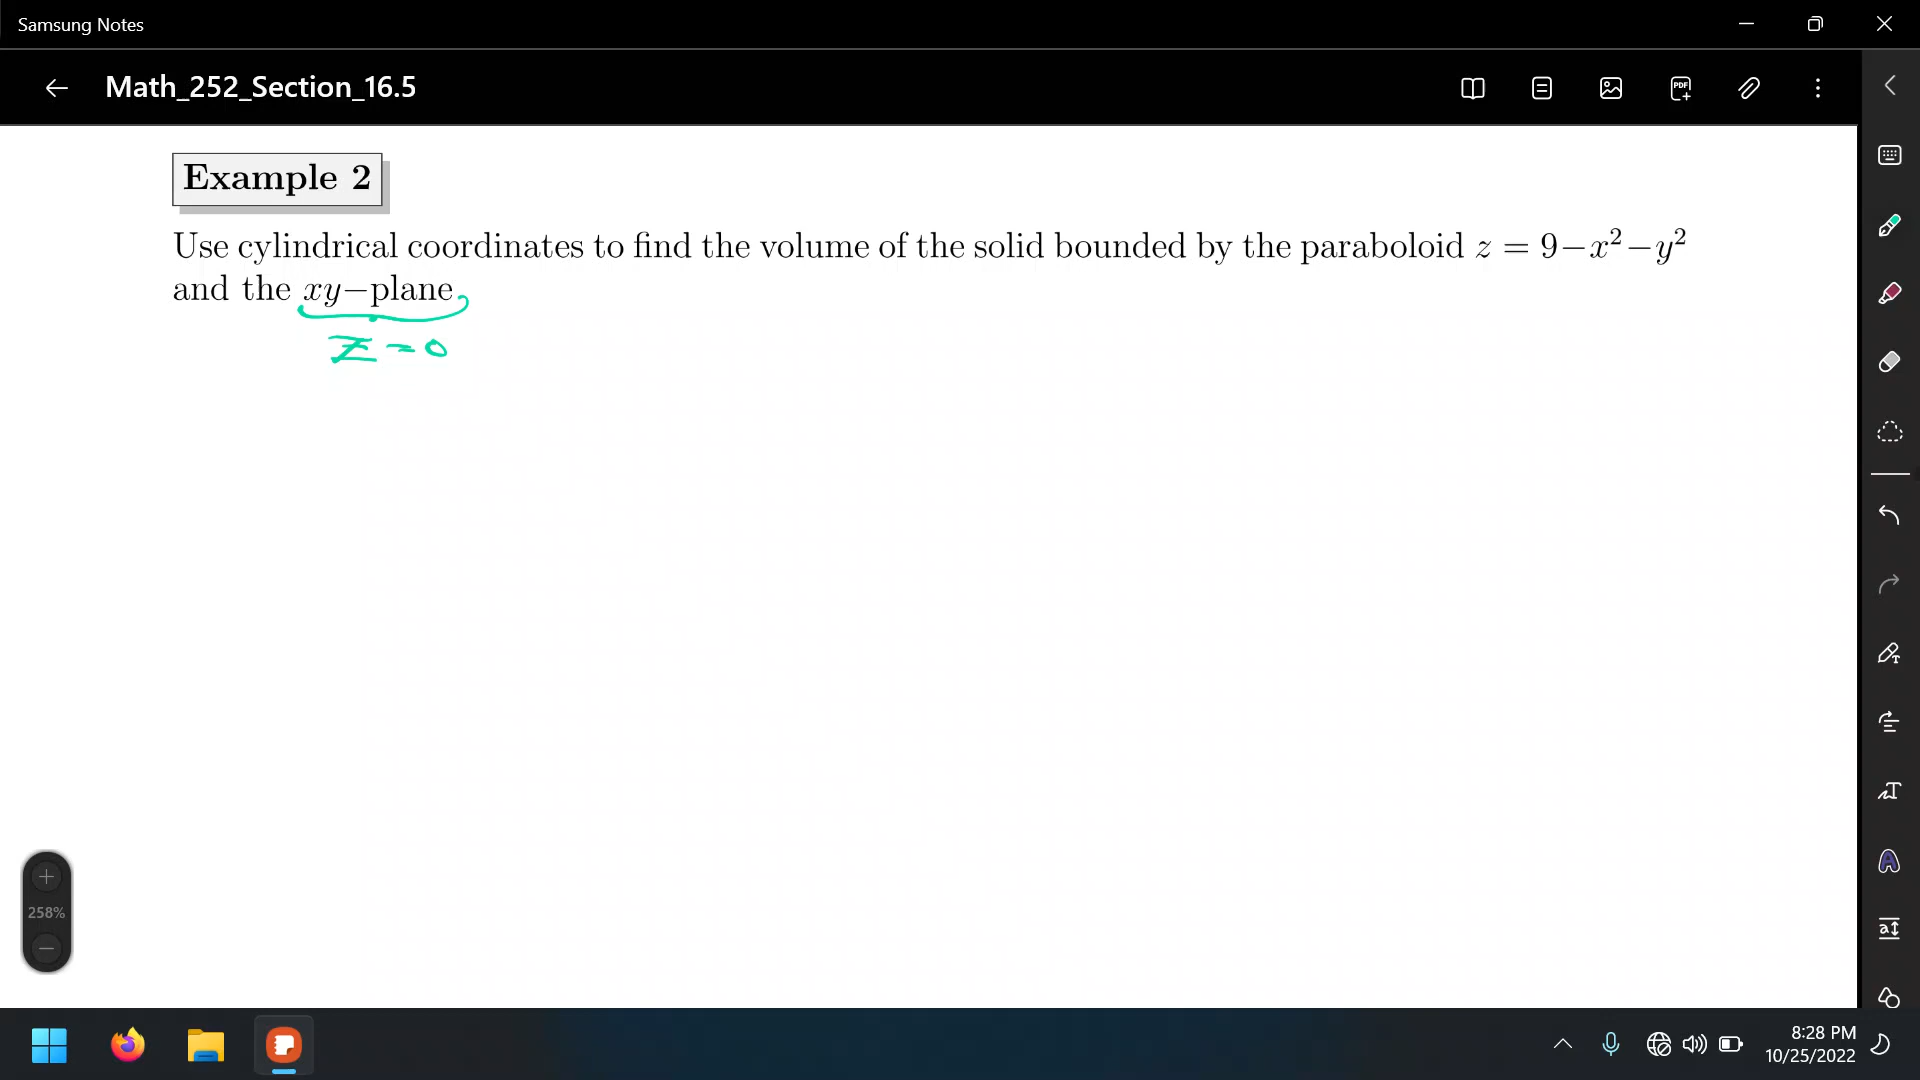 Samsung Notes
Math_252_Section_16.5
PDF
Example 2
Use cylindrical coordinates to find the volume of the solid bounded by the paraboloid z = 9−x²−y²
and the xy−plane.
z = 0
258%
8:28 PM
10/25/2022